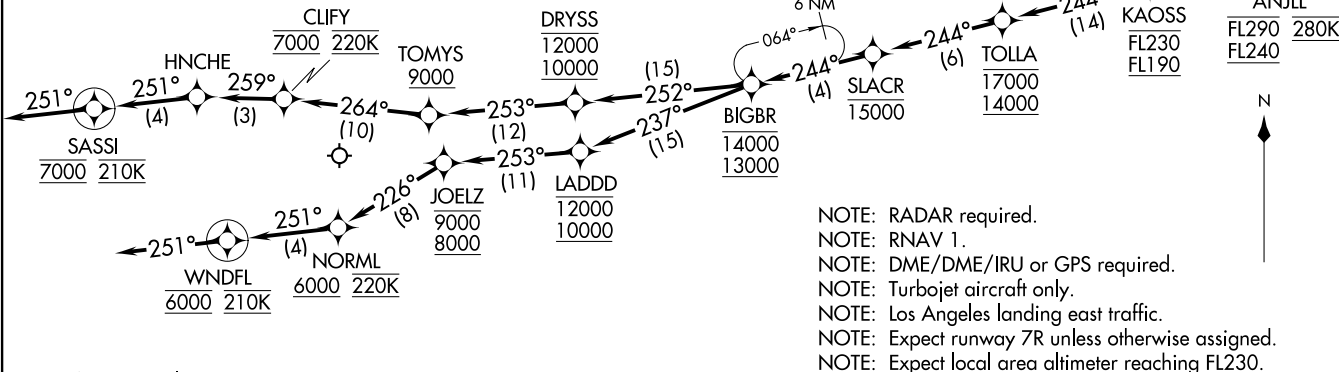 CLIFY
7000 220K
DRYSS
12000
10000
6 NM
244°
(14)
KAOSS
FL230
FL190
ANJLL
FL290 280K
FL240
HNCHE
TOMYS
9000
064°
244°
(6)
TOLLA
17000
14000
251°
251°
(4)
259°
(3)
264°
(10)
253°
(12)
(15)
252°
244°
(4)
SLACR
15000
N
SASSI
7000 210K
BIGBR
14000
13000
237°
(15)
253°
(11)
JOELZ
9000
8000
LADDD
12000
10000
226°
(8)
251°
251°
(4)
NORML
6000 220K
WNDFL
6000 210K
NOTE: RADAR required.
NOTE: RNAV 1.
NOTE: DME/DME/IRU or GPS required.
NOTE: Turbojet aircraft only.
NOTE: Los Angeles landing east traffic.
NOTE: Expect runway 7R unless otherwise assigned.
NOTE: Expect local area altimeter reaching FL230.